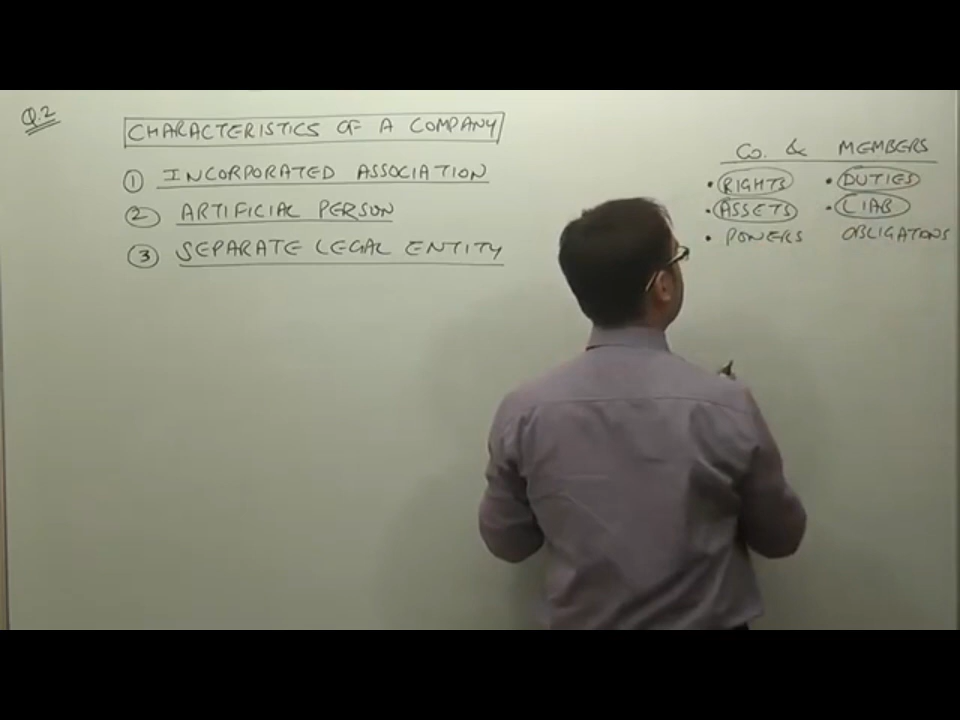 Q.2
CHARACTERISTICS OF A COMPANY
① INCORPORATED ASSOCIATION
② ARTIFICIAL PERSON
③ SEPARATE LEGAL ENTITY
Co. & MEMBERS
• RIGHTS • DUTIES
• ASSETS • LIAB
• POWERS OBLIGATIONS